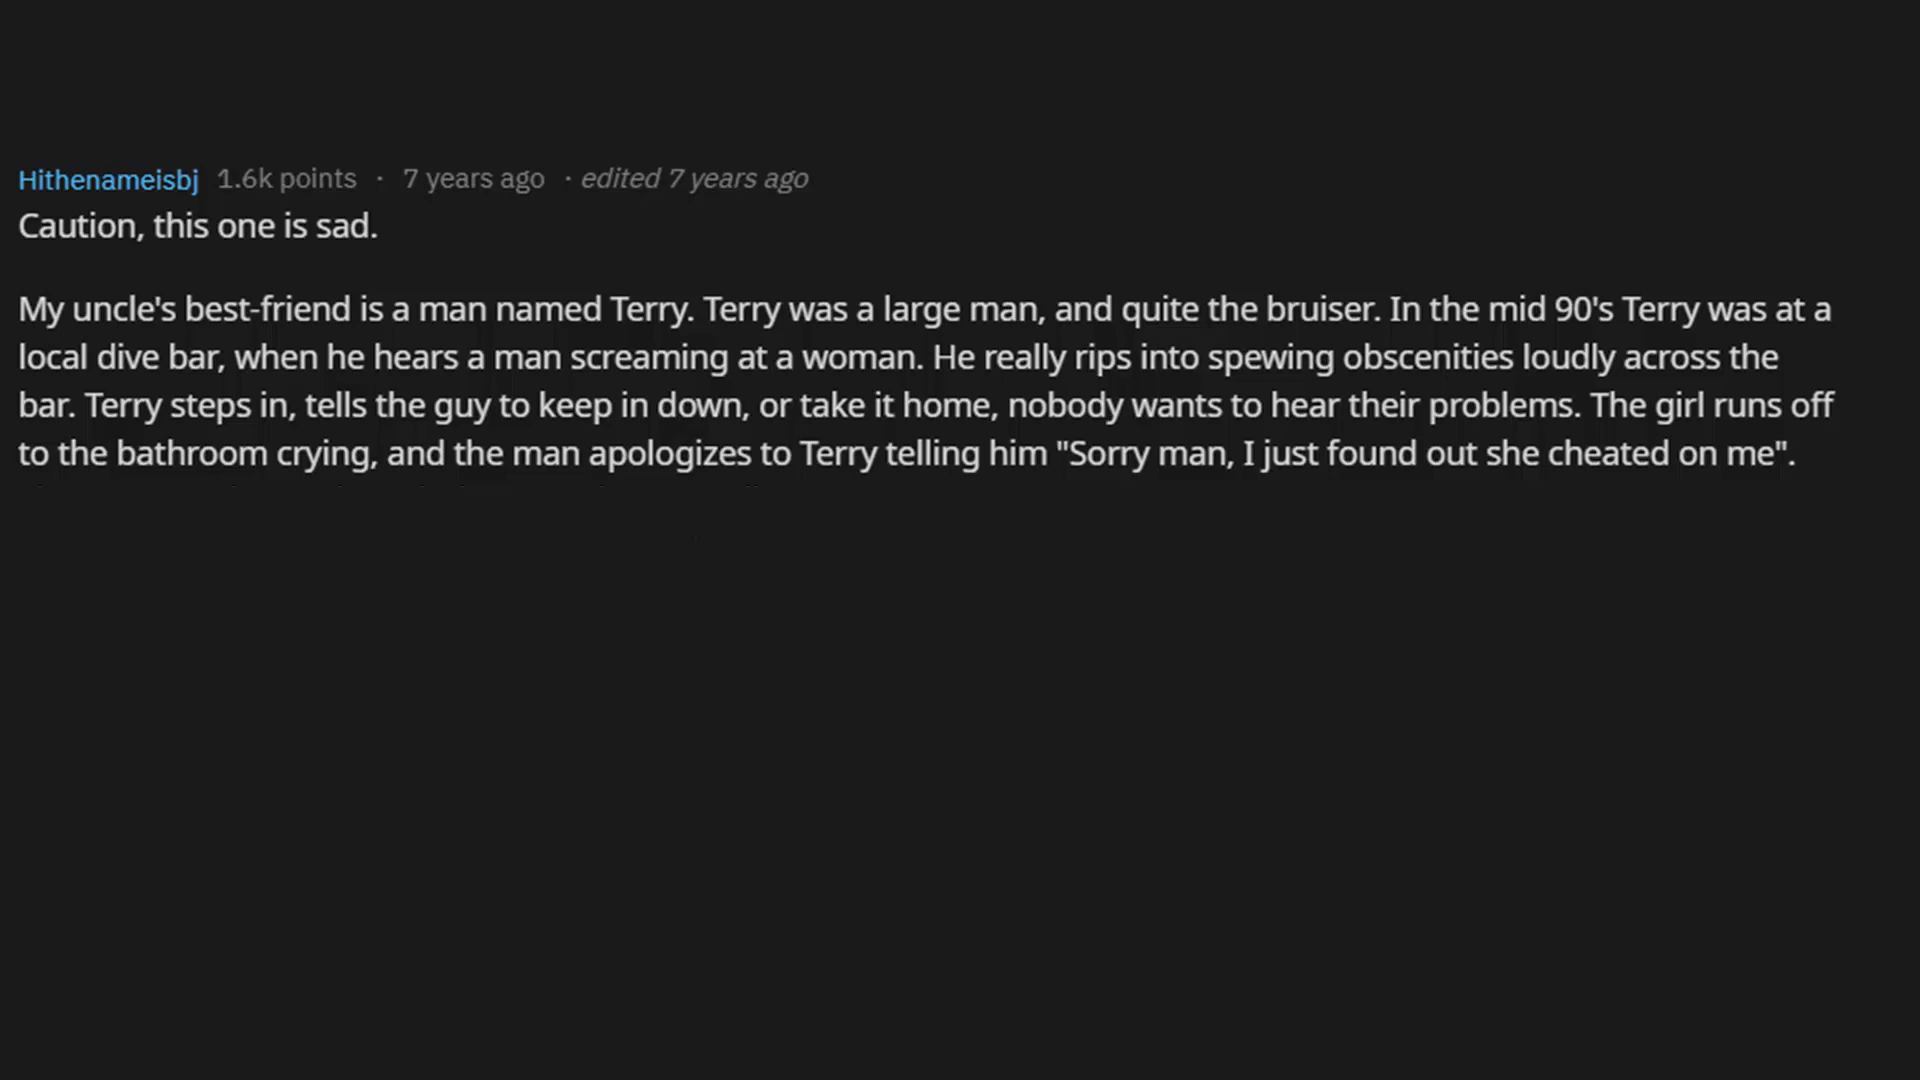 Hithenameisbj 1.6k points · 7 years ago · edited 7 years ago
Caution, this one is sad.
My uncle's best-friend is a man named Terry. Terry was a large man, and quite the bruiser. In the mid 90's Terry was at a
local dive bar, when he hears a man screaming at a woman. He really rips into spewing obscenities loudly across the
bar. Terry steps in, tells the guy to keep in down, or take it home, nobody wants to hear their problems. The girl runs off
to the bathroom crying, and the man apologizes to Terry telling him "Sorry man, I just found out she cheated on me".